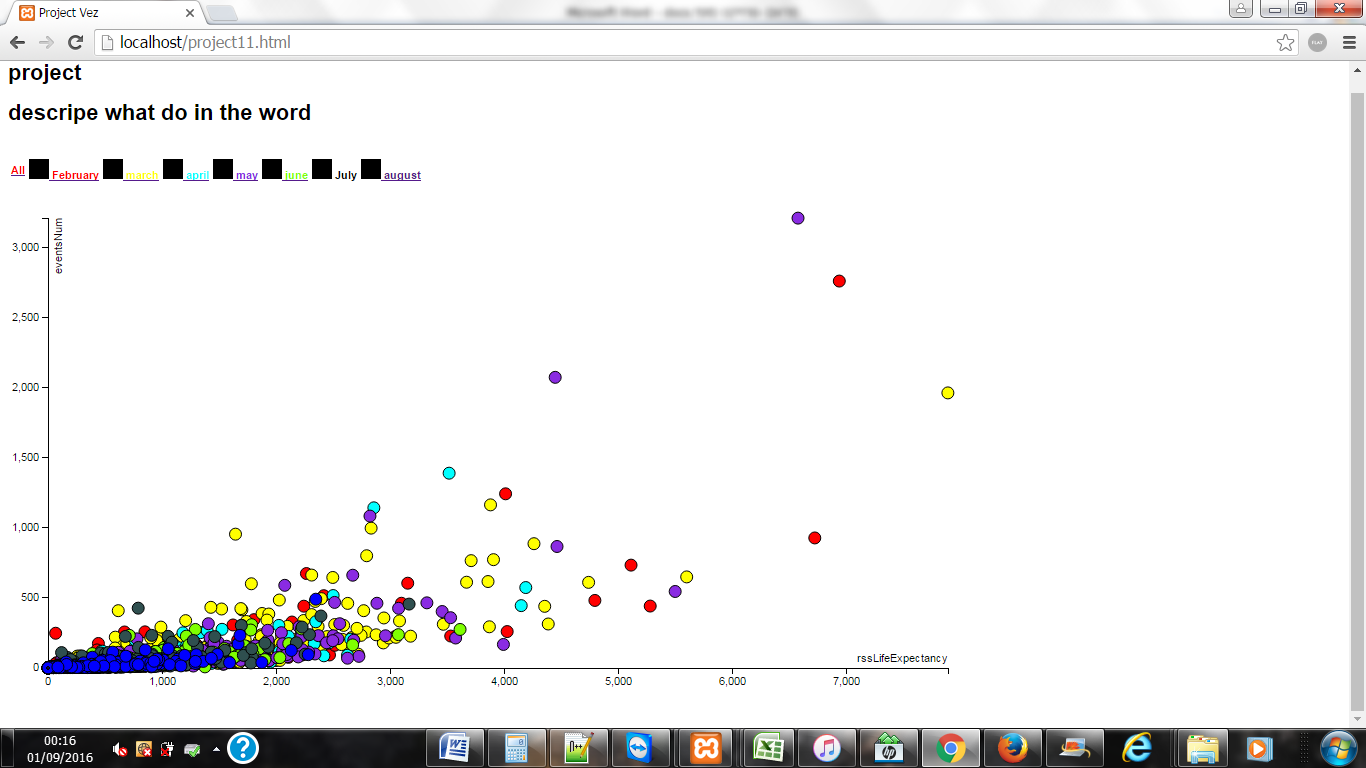 Project Vez
localhost/project11.html
project
descripe what do in the word
All February march april may june July august
eventsNum
3,000
2,500
2,000
1,500
1,000
500
0
rssLifeExpectancy
0 1,000 2,000 3,000 4,000 5,000 6,000 7,000
00:16
01/09/2016